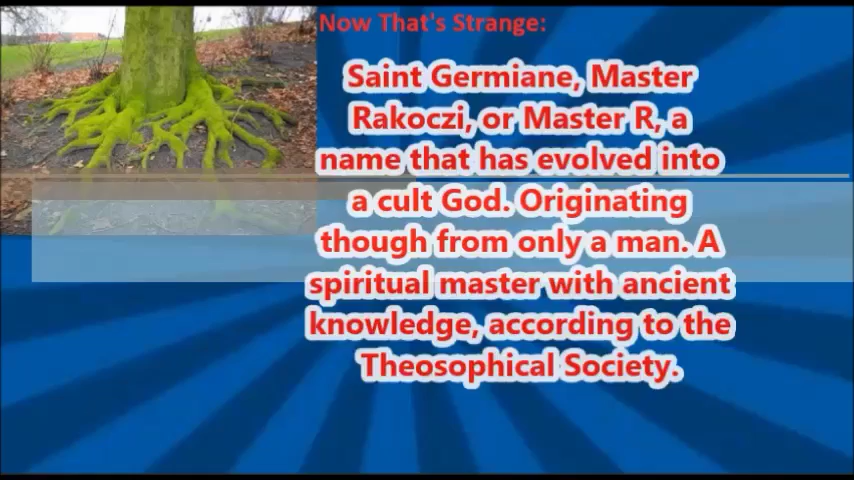 Now That's Strange:
Saint Germiane, Master
Rakoczi, or Master R, a
name that has evolved into
a cult God. Originating
though from only a man. A
spiritual master with ancient
knowledge, according to the
Theosophical Society.